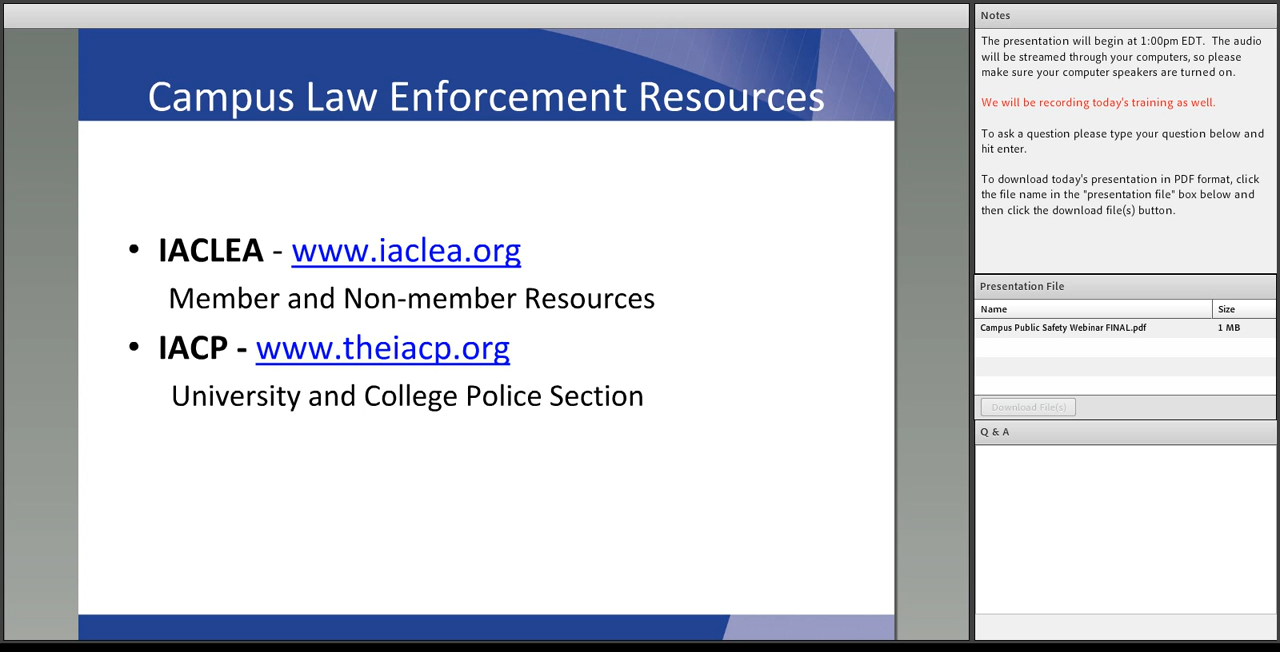 Campus Law Enforcement Resources
• IACLEA - www.iaclea.org
Member and Non-member Resources
• IACP - www.theiacp.org
University and College Police Section
Notes
The presentation will begin at 1:00pm EDT.  The audio
will be streamed through your computers, so please
make sure your computer speakers are turned on.
We will be recording today's training as well.
To ask a question please type your question below and
hit enter.
To download today's presentation in PDF format, click
the file name in the "presentation file" box below and
then click the download file(s) button.
Presentation File
Name Size
Campus Public Safety Webinar FINAL.pdf 1 MB
Download File(s)
Q & A